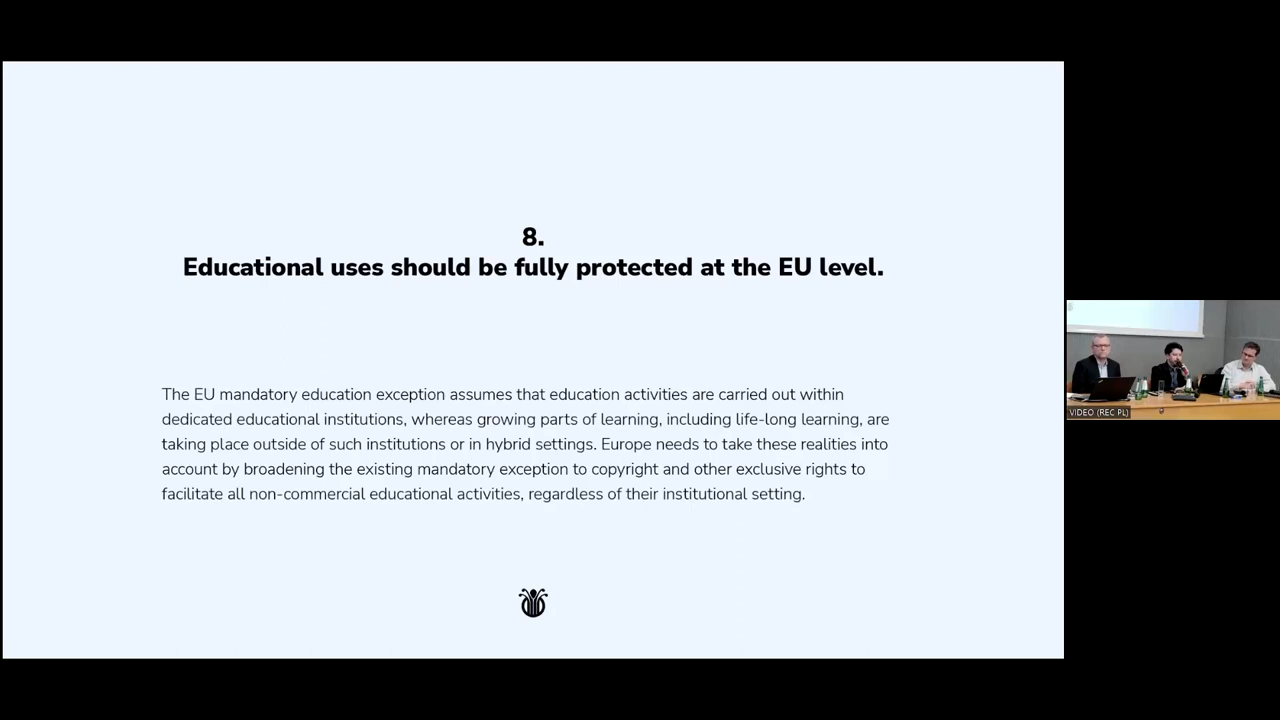 8.
Educational uses should be fully protected at the EU level.
The EU mandatory education exception assumes that education activities are carried out within
dedicated educational institutions, whereas growing parts of learning, including life-long learning, are
taking place outside of such institutions or in hybrid settings. Europe needs to take these realities into
account by broadening the existing mandatory exception to copyright and other exclusive rights to
facilitate all non-commercial educational activities, regardless of their institutional setting.
VIDEO (REC PL)